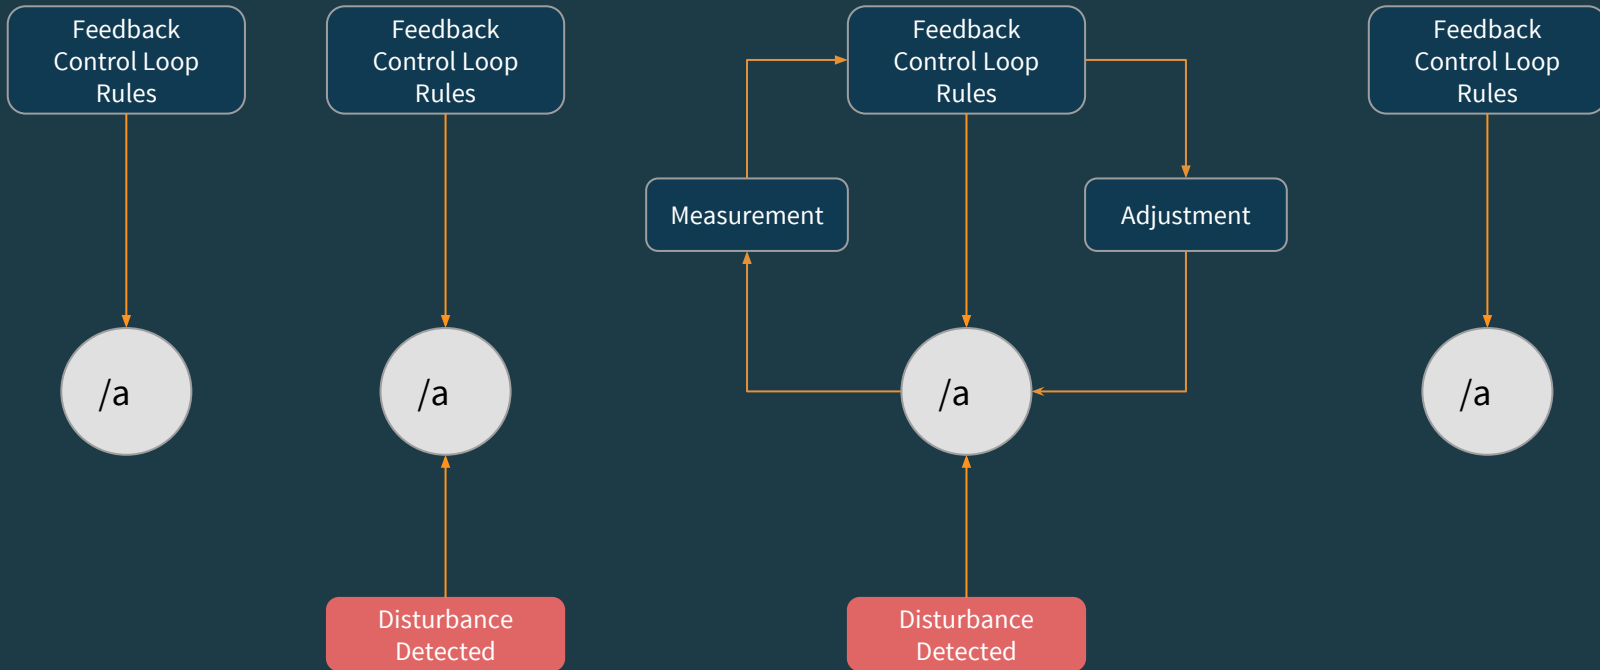 Feedback
Control Loop
Rules
Feedback
Control Loop
Rules
Feedback
Control Loop
Rules
Feedback
Control Loop
Rules
Measurement
Adjustment
/a
/a
/a
/a
Disturbance
Detected
Disturbance
Detected